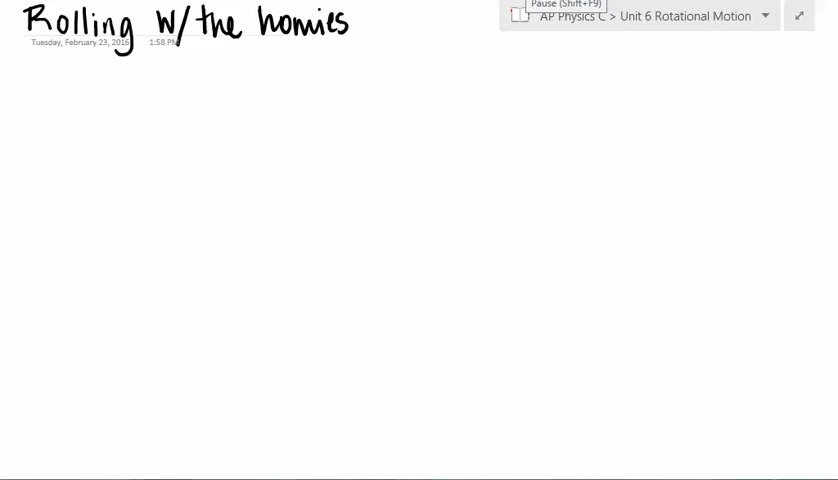 Pause (Shift+F9)
Rolling w/ the homies
AP Physics C > Unit 6 Rotational Motion
Tuesday, February 23, 2016 1:58 PM